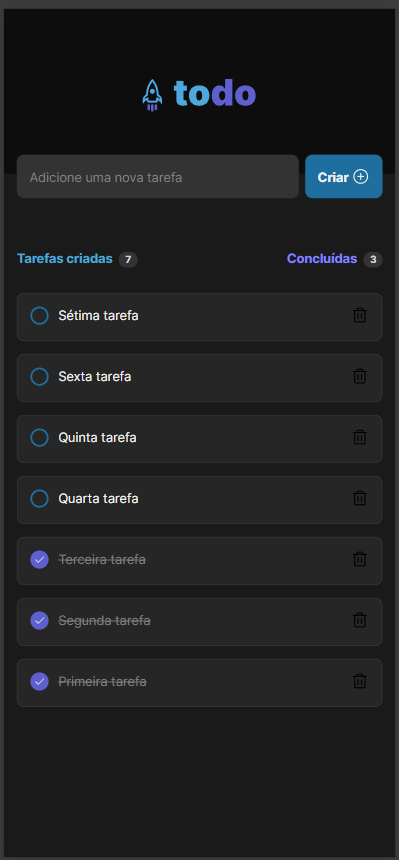 todo
Adicione uma nova tarefa
Criar
Tarefas criadas 7
Concluídas 3
Sétima tarefa
Sexta tarefa
Quinta tarefa
Quarta tarefa
Terceira tarefa
Segunda tarefa
Primeira tarefa